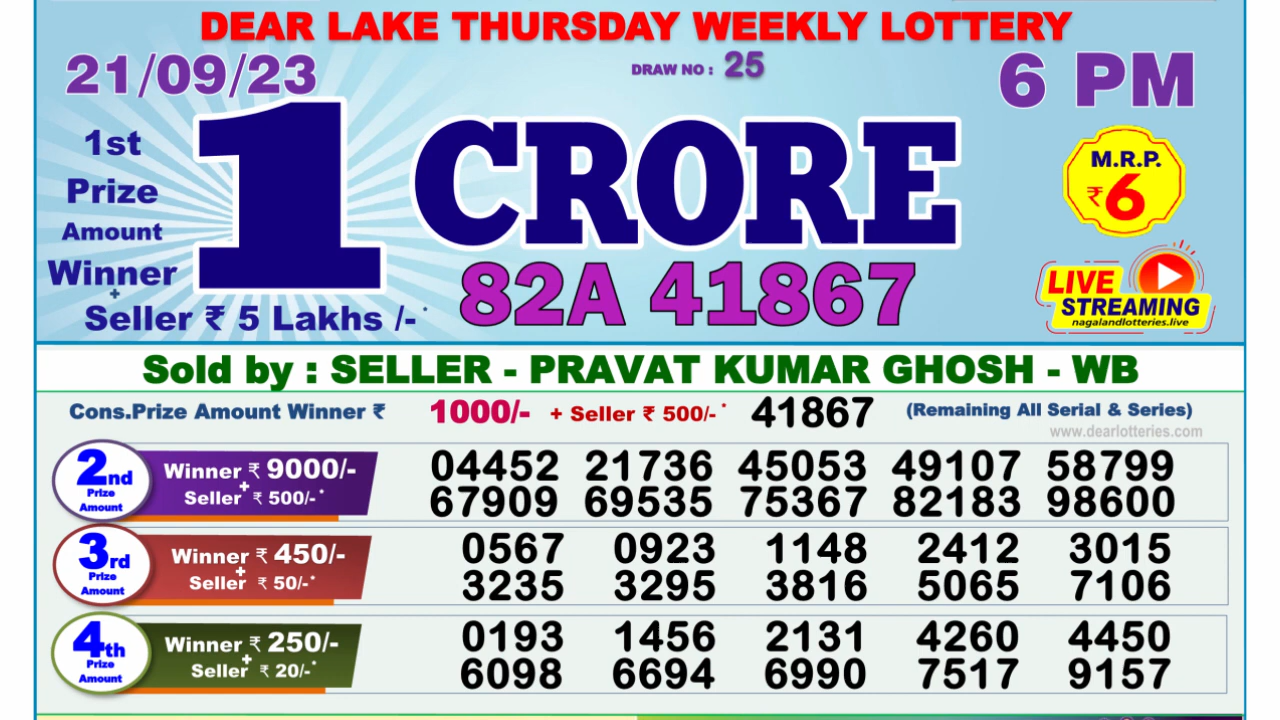 DEAR LAKE THURSDAY WEEKLY LOTTERY
21/09/23
DRAW NO : 25
6 PM
1st
Prize
Amount
Winner
+
Seller ₹ 5 Lakhs /-*
1 CRORE
82A 41867
M.R.P.
₹6
LIVE
STREAMING
nagalandlotteries.live
Sold by : SELLER - PRAVAT KUMAR GHOSH - WB
Cons.Prize Amount Winner ₹ 1000/- + Seller ₹ 500/-* 41867 (Remaining All Serial & Series)
www.dearlotteries.com
2nd
Prize
Amount
Winner ₹ 9000/-
+
Seller ₹ 500/-*
04452 21736 45053 49107 58799
67909 69535 75367 82183 98600
3rd
Prize
Amount
Winner ₹ 450/-
+
Seller ₹ 50/-*
0567 0923 1148 2412 3015
3235 3295 3816 5065 7106
4th
Prize
Amount
Winner ₹ 250/-
+
Seller ₹ 20/-*
0193 1456 2131 4260 4450
6098 6694 6990 7517 9157